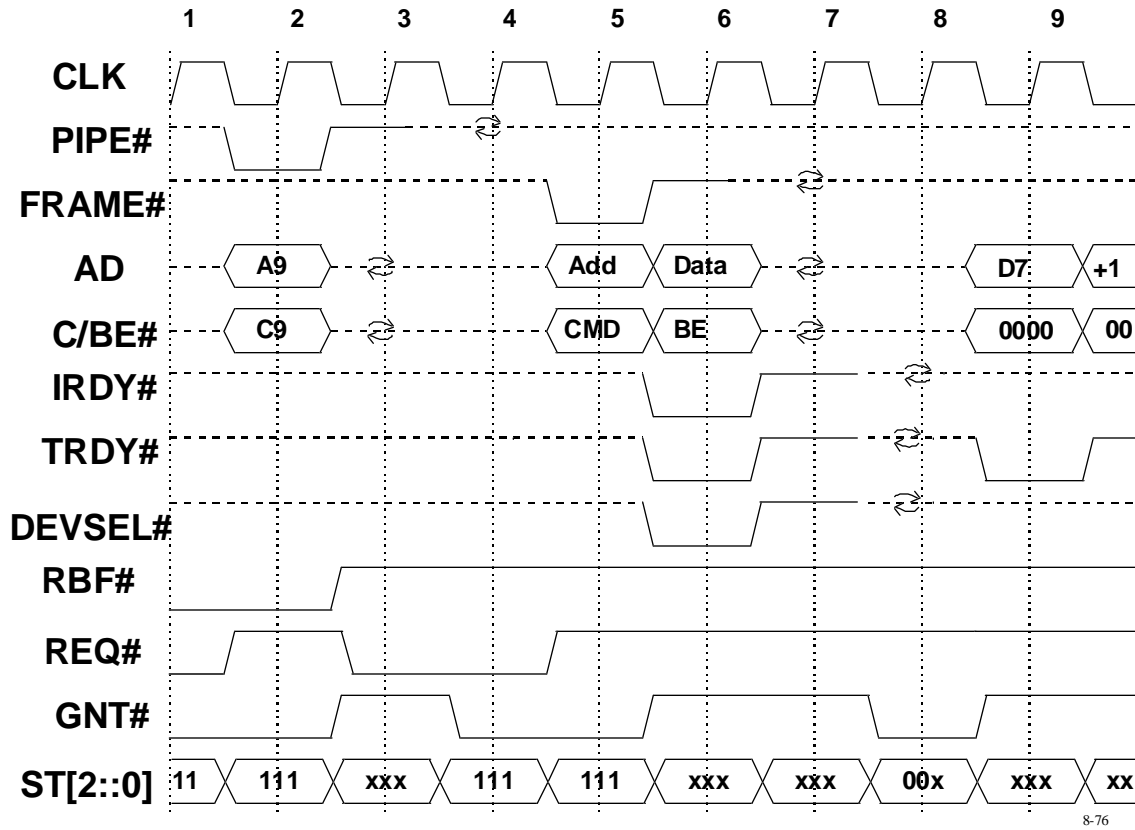 1 2 3 4 5 6 7 8 9
CLK
PIPE#
FRAME#
AD A9 Add Data D7 +1
C/BE# C9 CMD BE 0000 00
IRDY#
TRDY#
DEVSEL#
RBF#
REQ#
GNT#
ST[2::0] 11 111 xxx 111 111 xxx xxx 00x xxx xx
8-76